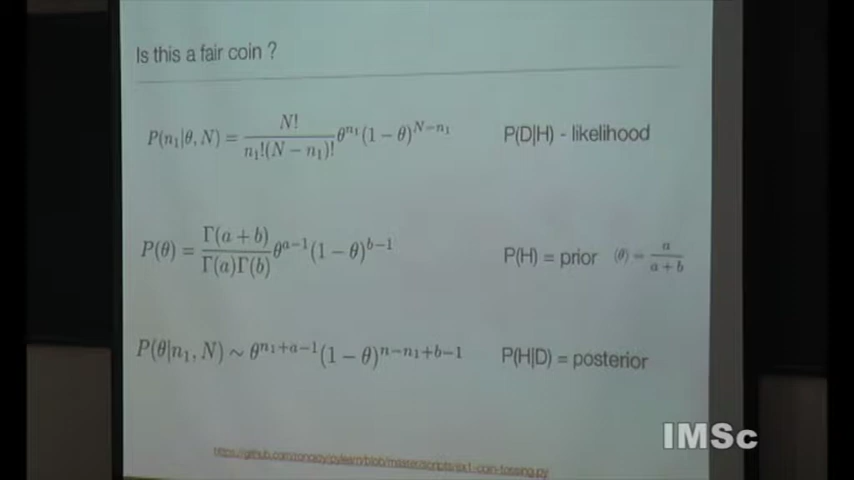 Is this a fair coin ?
P(n₁|θ, N) = N! / n₁!(N − n₁)! θ^{n₁}(1 − θ)^{N−n₁} P(D|H) - likelihood
P(θ) = Γ(a + b) / Γ(a)Γ(b) θ^{a−1}(1 − θ)^{b−1} P(H) = prior ⟨θ⟩ = a / a + b
P(θ|n₁, N) ∼ θ^{n₁+a−1}(1 − θ)^{n−n₁+b−1} P(H|D) = posterior
IMSc